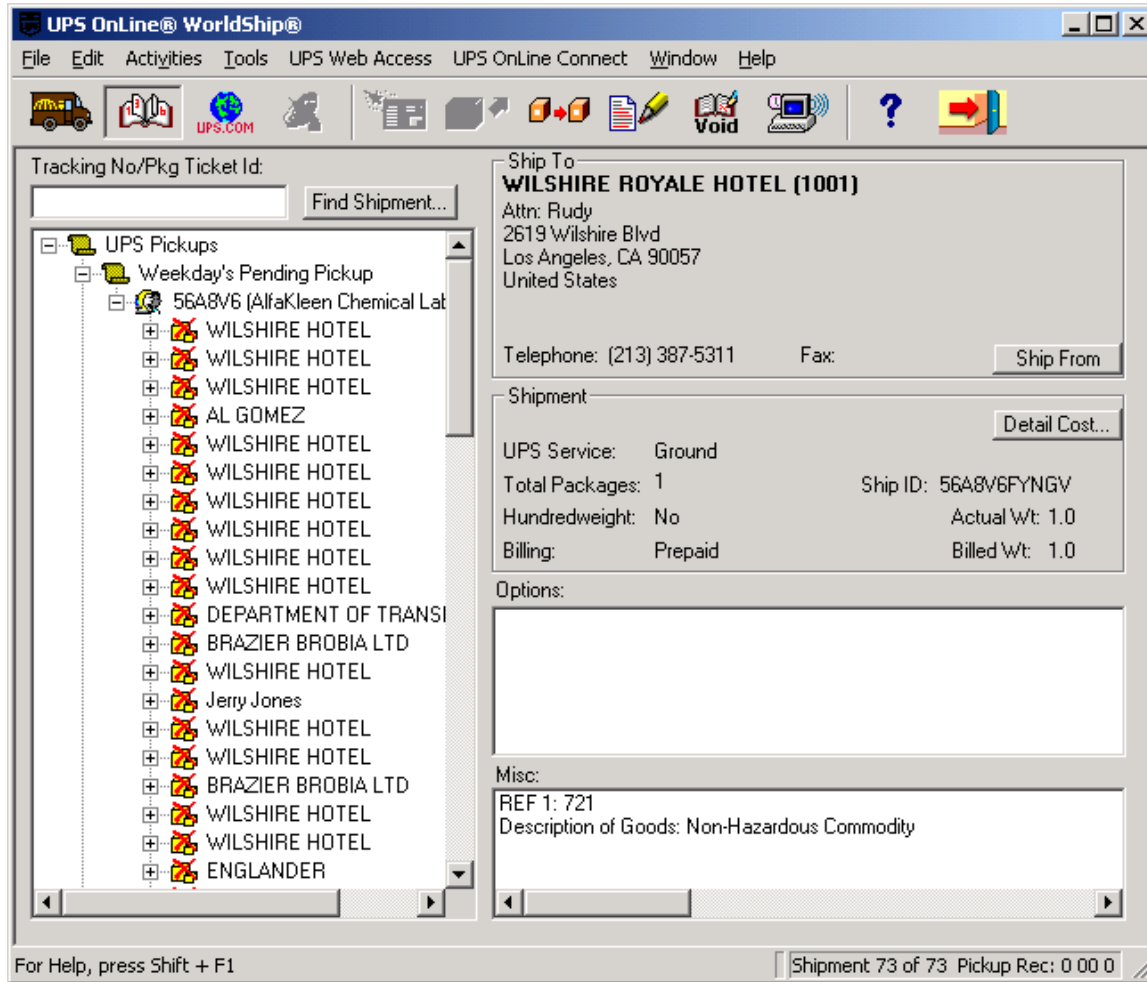 UPS OnLine® WorldShip®
File Edit Activities Tools UPS Web Access UPS OnLine Connect Window Help
UPS.COM Void ?
Tracking No/Pkg Ticket Id:
Find Shipment...
UPS Pickups
Weekday's Pending Pickup
56A8V6 (AlfaKleen Chemical Lab
WILSHIRE HOTEL
WILSHIRE HOTEL
WILSHIRE HOTEL
AL GOMEZ
WILSHIRE HOTEL
WILSHIRE HOTEL
WILSHIRE HOTEL
WILSHIRE HOTEL
WILSHIRE HOTEL
WILSHIRE HOTEL
DEPARTMENT OF TRANSI
BRAZIER BROBIA LTD
WILSHIRE HOTEL
Jerry Jones
WILSHIRE HOTEL
WILSHIRE HOTEL
BRAZIER BROBIA LTD
WILSHIRE HOTEL
WILSHIRE HOTEL
ENGLANDER
Ship To
WILSHIRE ROYALE HOTEL (1001)
Attn: Rudy
2619 Wilshire Blvd
Los Angeles, CA 90057
United States
Telephone: (213) 387-5311 Fax: Ship From
Shipment
Detail Cost...
UPS Service: Ground
Total Packages: 1 Ship ID: 56A8V6FYNGV
Hundredweight: No Actual Wt: 1.0
Billing: Prepaid Billed Wt: 1.0
Options:
Misc:
REF 1: 721
Description of Goods: Non-Hazardous Commodity
For Help, press Shift + F1 Shipment 73 of 73 Pickup Rec: 0 00 0